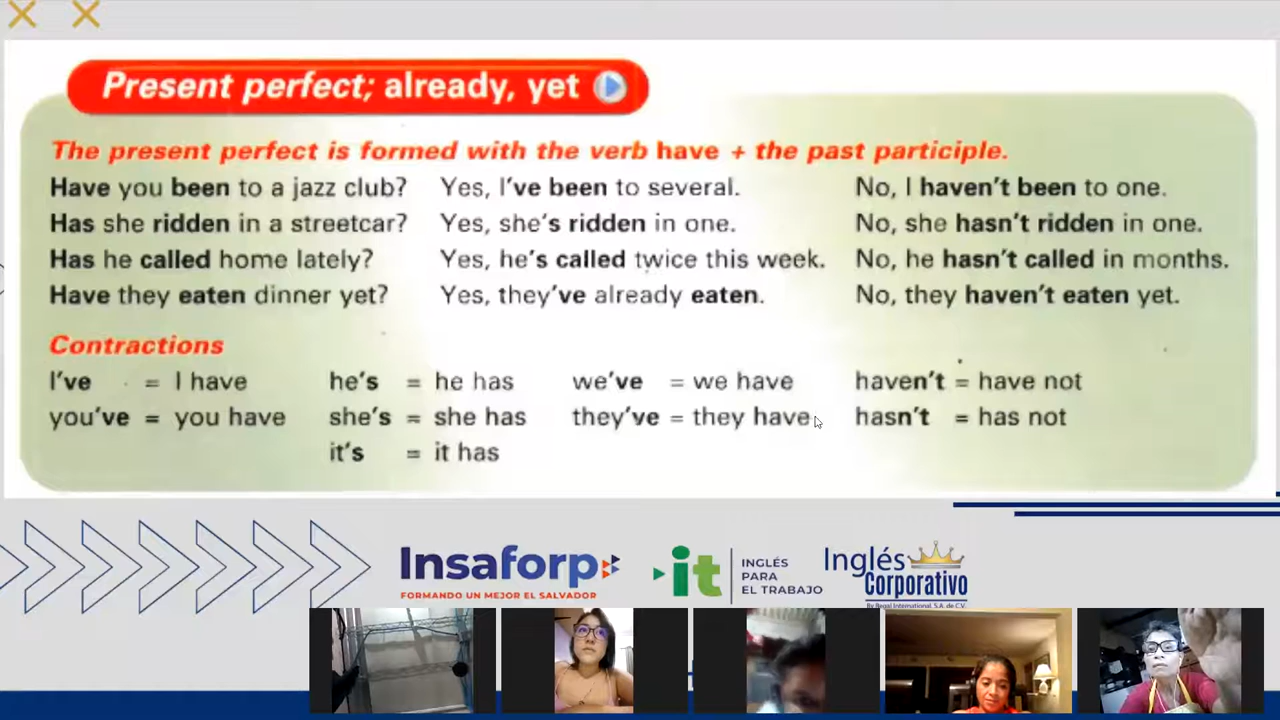 Present perfect; already, yet
The present perfect is formed with the verb have + the past participle.
Have you been to a jazz club? Yes, I've been to several. No, I haven't been to one.
Has she ridden in a streetcar? Yes, she's ridden in one. No, she hasn't ridden in one.
Has he called home lately? Yes, he's called twice this week. No, he hasn't called in months.
Have they eaten dinner yet? Yes, they've already eaten. No, they haven't eaten yet.
Contractions
I've = I have he's = he has we've = we have haven't = have not
you've = you have she's = she has they've = they have hasn't = has not
it's = it has
Insaforp
FORMANDO UN MEJOR EL SALVADOR
it
INGLÉS
PARA
EL TRABAJO
Inglés
Corporativo
By Regal International, S.A. de C.V.